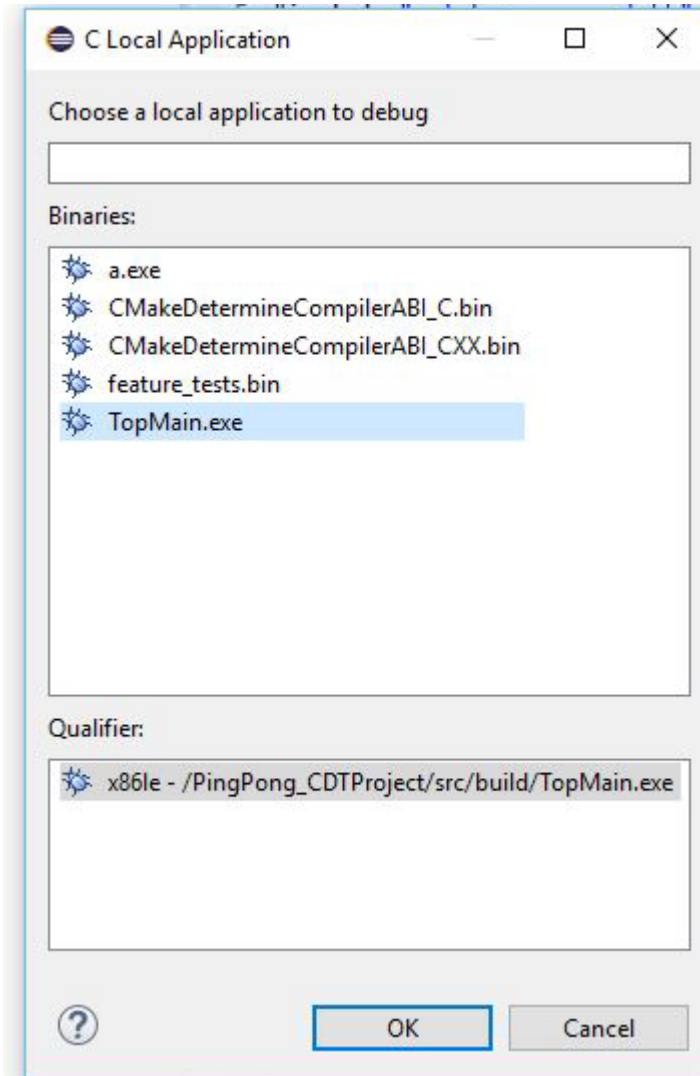 C Local Application
Choose a local application to debug
Binaries:
a.exe
CMakeDetermineCompilerABI_C.bin
CMakeDetermineCompilerABI_CXX.bin
feature_tests.bin
TopMain.exe
Qualifier:
x86le - /PingPong_CDTProject/src/build/TopMain.exe
?
OK
Cancel